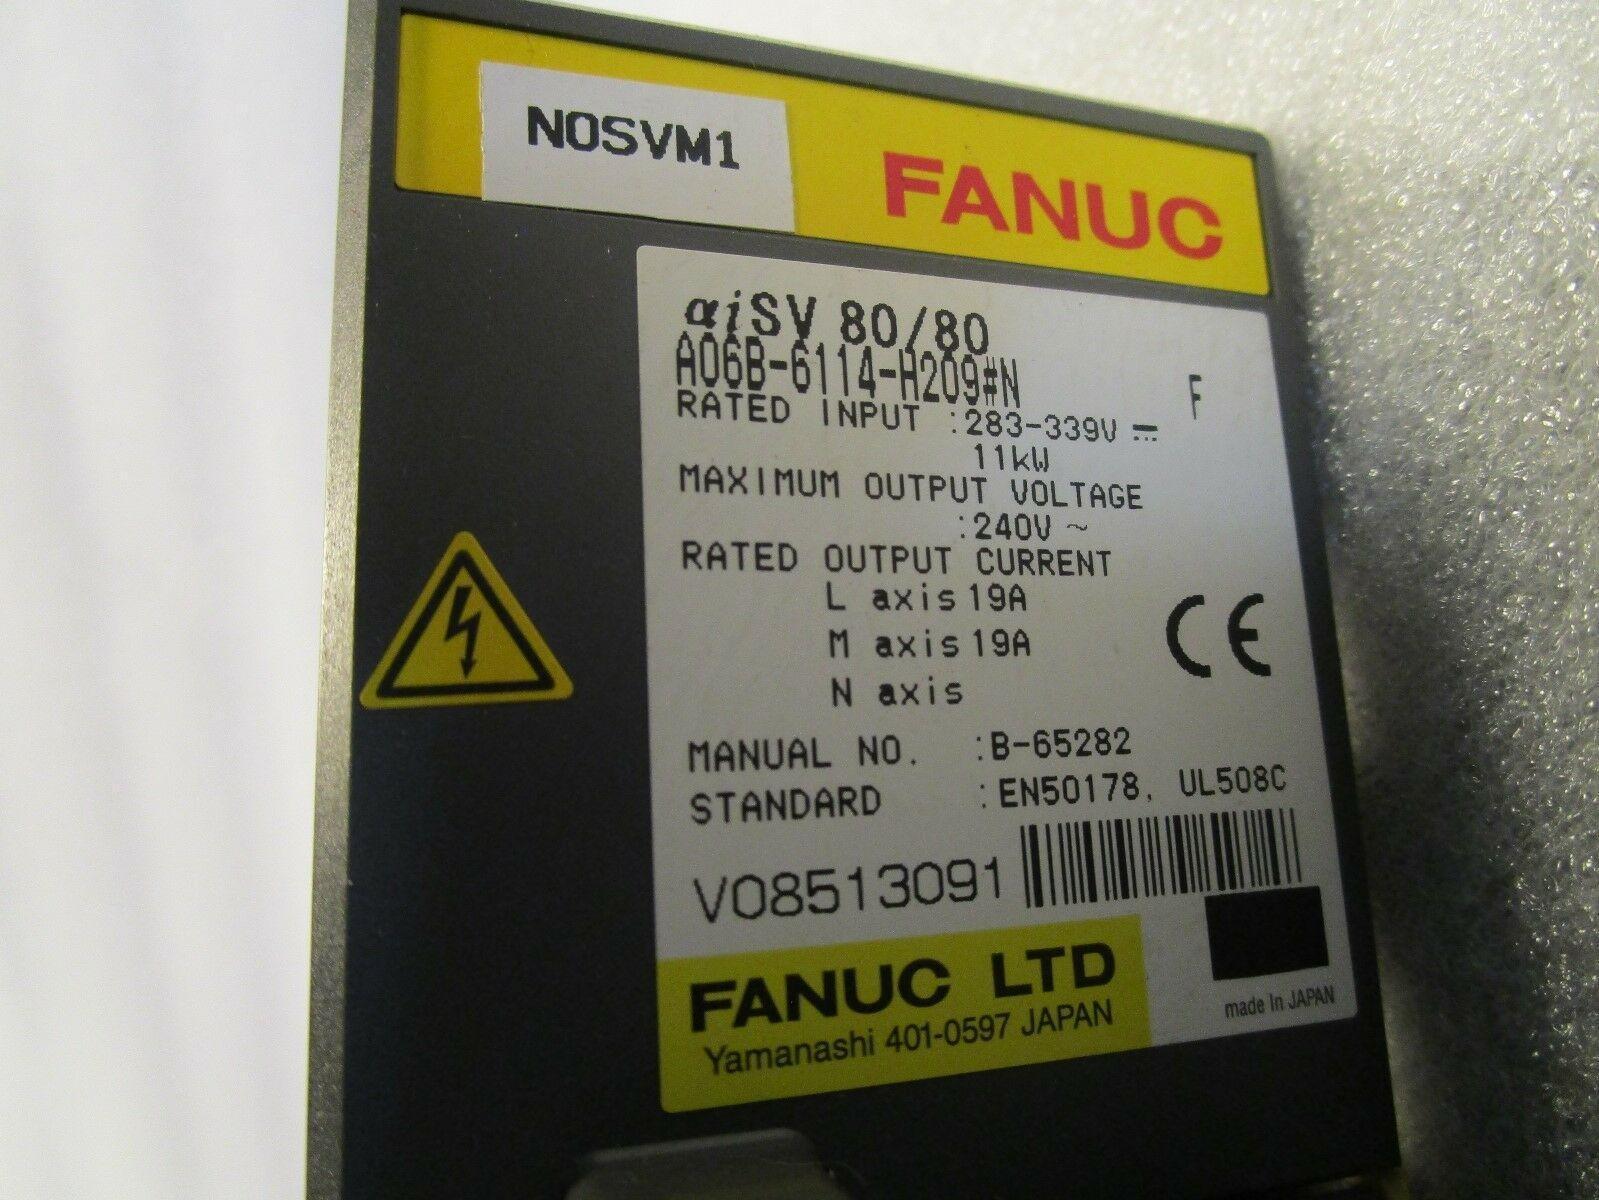 N0SVM1
FANUC
αiSV 80/80
A06B-6114-H209#N
F
RATED INPUT :283-339V ⎓
11kW
MAXIMUM OUTPUT VOLTAGE
:240V ~
RATED OUTPUT CURRENT
L axis 19A
M axis 19A
N axis
CE
MANUAL NO. :B-65282
STANDARD :EN50178, UL508C
V08513091
FANUC LTD
Yamanashi 401-0597 JAPAN
made In JAPAN